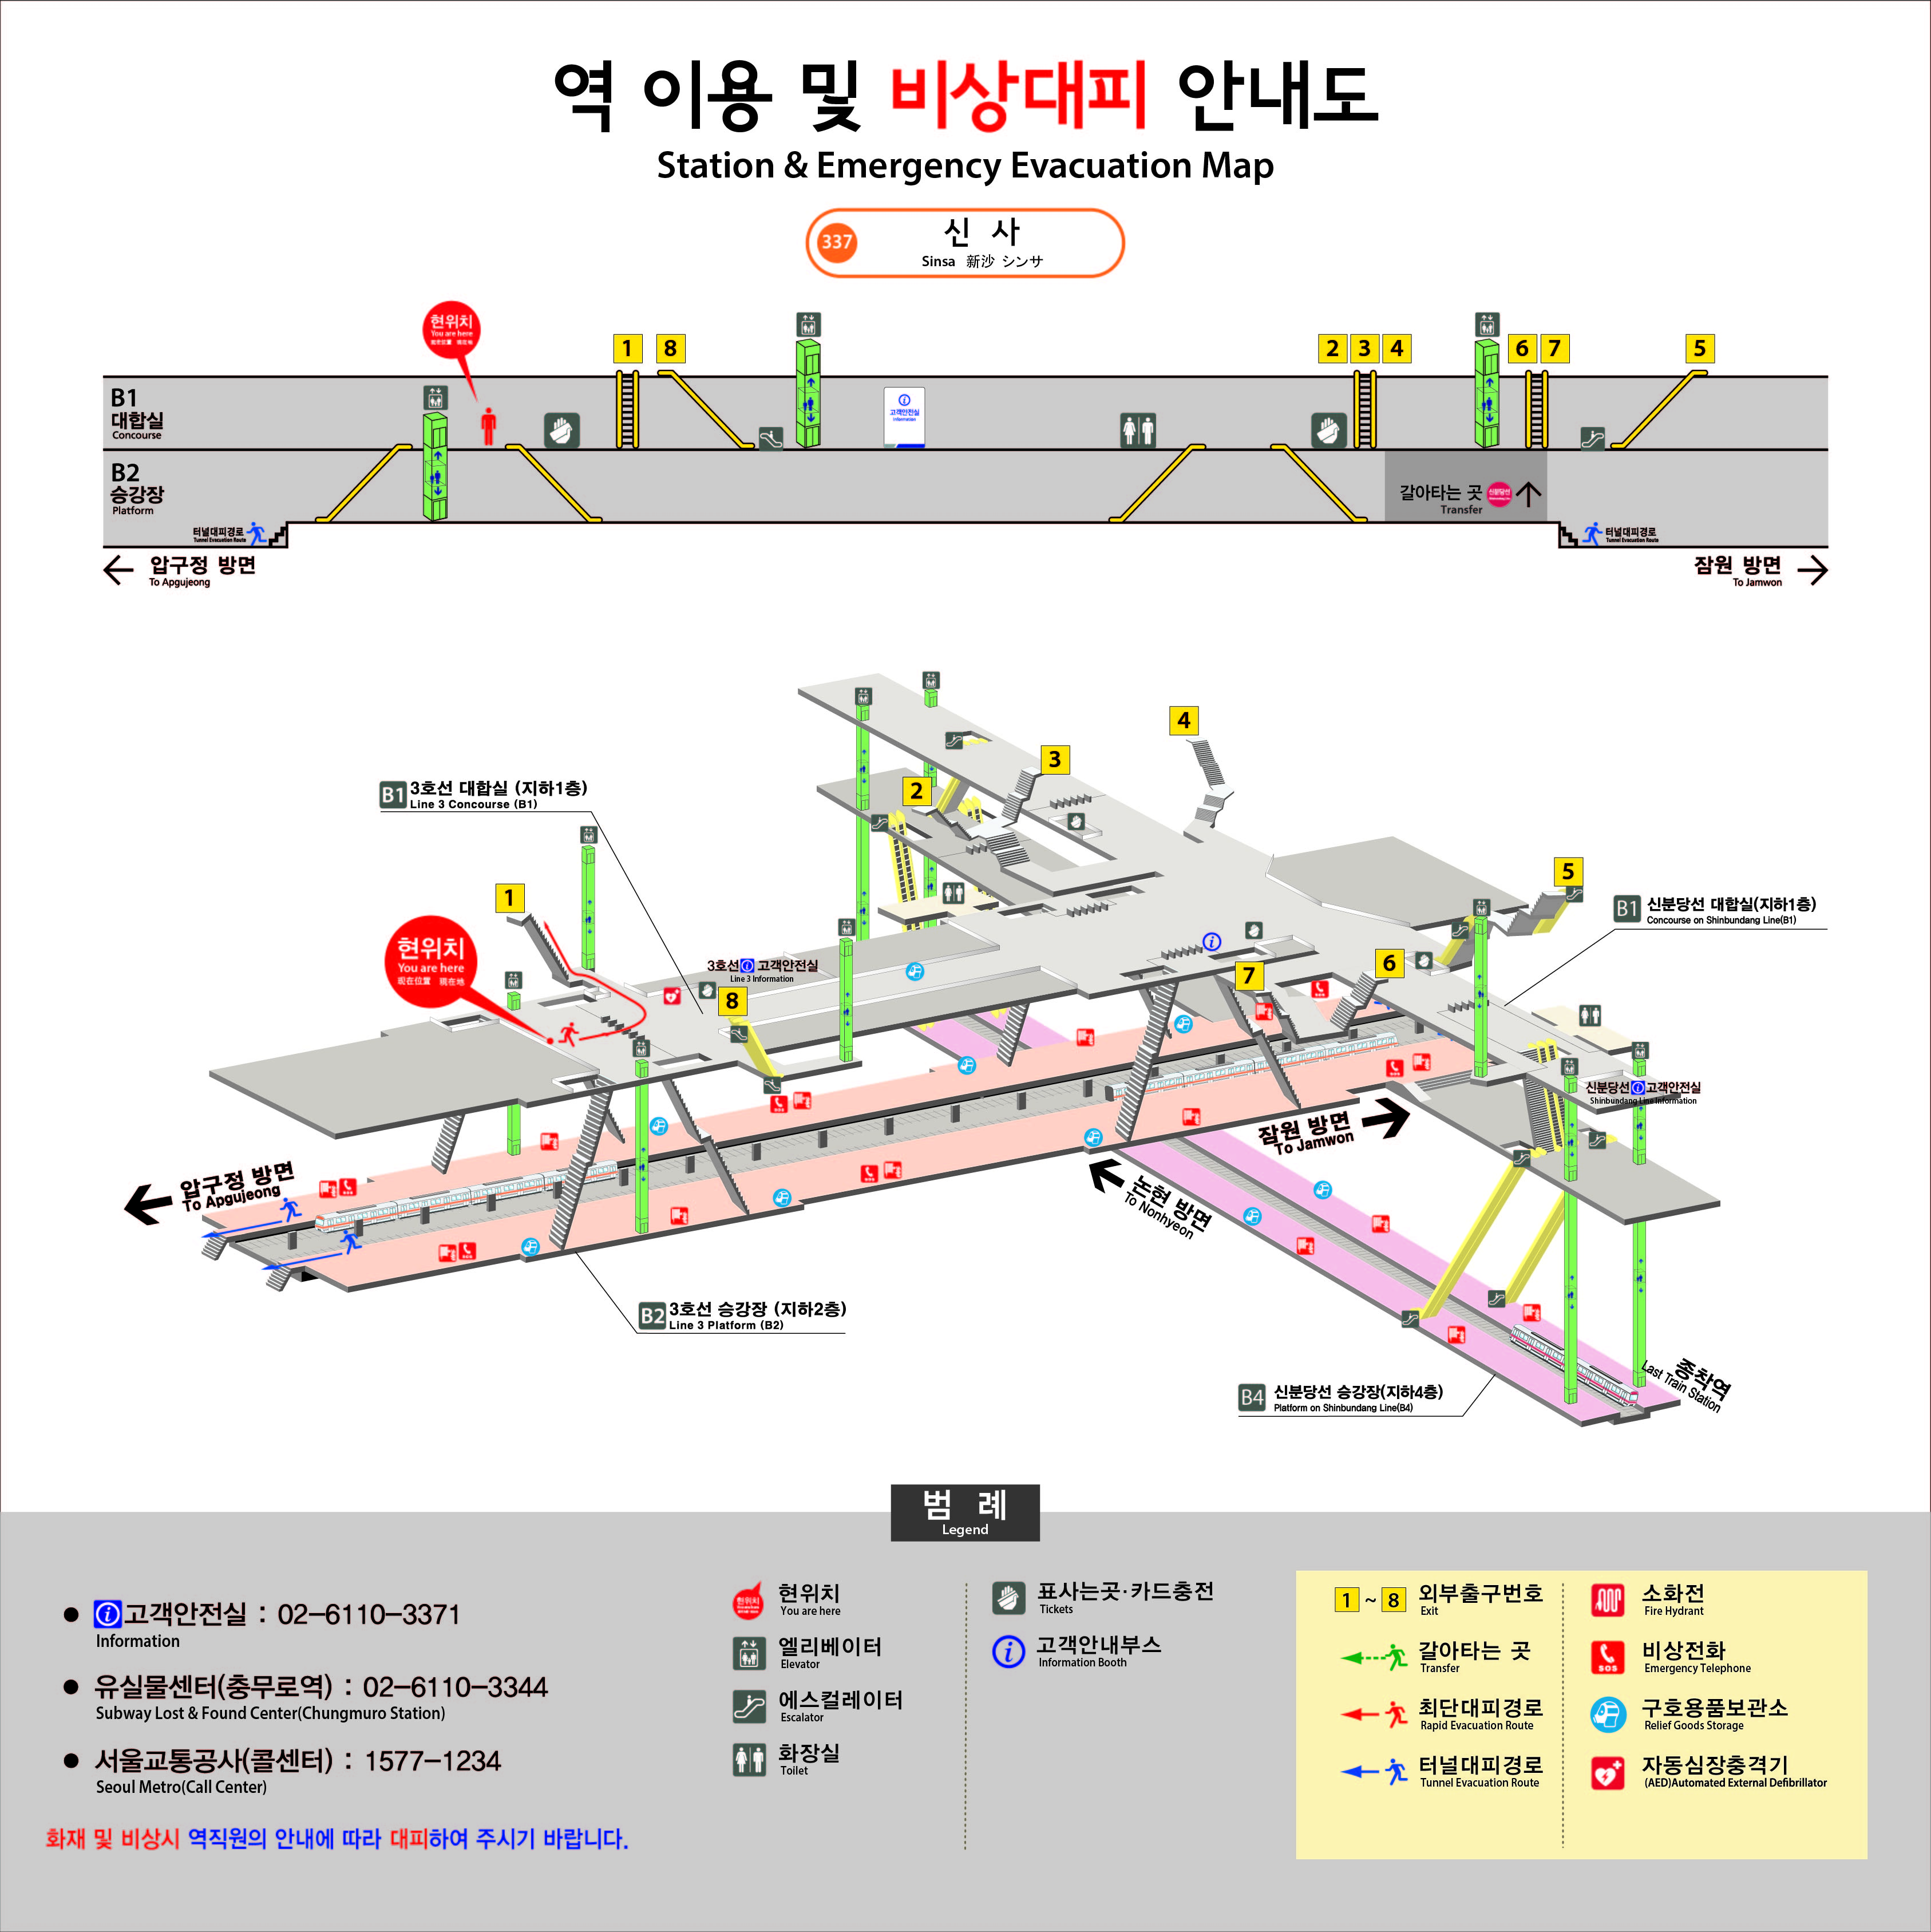 역 이용 및 비상대피 안내도
Station & Emergency Evacuation Map
337
신 사
Sinsa 新沙 シンサ
현위치
You are here
现在位置 現在地
1
8
2
3
4
6
7
5
B1
대합실
Concourse
고객안전실
Information
B2
승강장
Platform
갈아타는 곳
신분당선
Transfer
터널대피경로
Tunnel Evacuation Route
터널대피경로
Tunnel Evacuation Route
압구정 방면
To Apgujeong
잠원 방면
To Jamwon
4
3
2
B1
3호선 대합실 (지하1층)
Line 3 Concourse (B1)
1
5
B1
신분당선 대합실(지하1층)
Concourse on Shinbundang Line(B1)
현위치
You are here
现在位置 現在地
3호선 고객안전실
Line 3 Information
8
7
6
신분당선 고객안전실
Shinbundang Line Information
압구정 방면
To Apgujeong
잠원 방면
To Jamwon
논현 방면
To Nonhyeon
B2
3호선 승강장 (지하2층)
Line 3 Platform (B2)
B4
신분당선 승강장(지하4층)
Platform on Shinbundang Line(B4)
종착역
Last Train Station
범 례
Legend
● 고객안전실 : 02-6110-3371
Information
● 유실물센터(충무로역) : 02-6110-3344
Subway Lost & Found Center(Chungmuro Station)
● 서울교통공사(콜센터) : 1577-1234
Seoul Metro(Call Center)
화재 및 비상시 역직원의 안내에 따라 대피하여 주시기 바랍니다.
현위치
현위치
You are here
엘리베이터
Elevator
에스컬레이터
Escalator
화장실
Toilet
표사는곳·카드충전
Tickets
고객안내부스
Information Booth
1 ~ 8 외부출구번호
Exit
갈아타는 곳
Transfer
최단대피경로
Rapid Evacuation Route
터널대피경로
Tunnel Evacuation Route
소화전
Fire Hydrant
SOS
비상전화
Emergency Telephone
구호용품보관소
Relief Goods Storage
자동심장충격기
(AED)Automated External Defibrillator